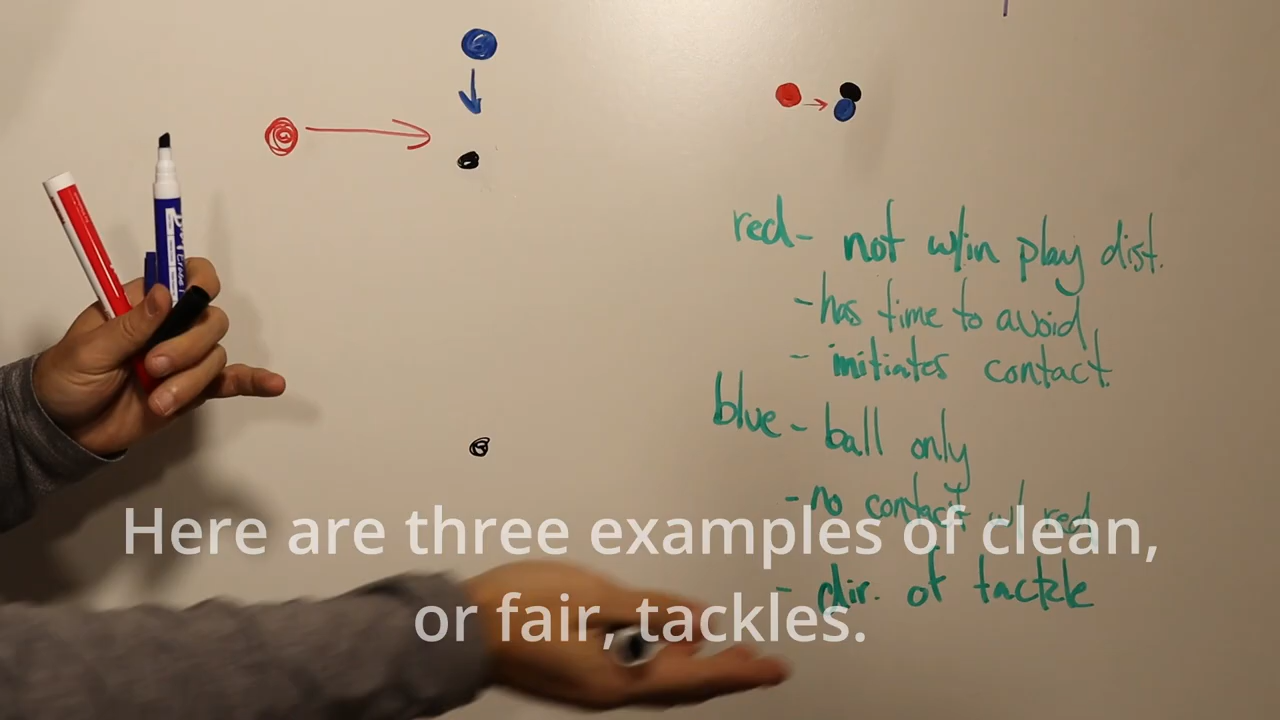 red- not w/in play dist.
- has time to avoid
- initiates contact.
blue- ball only
- no contact w/ red
- dir. of tackle
Here are three examples of clean,
or fair, tackles.